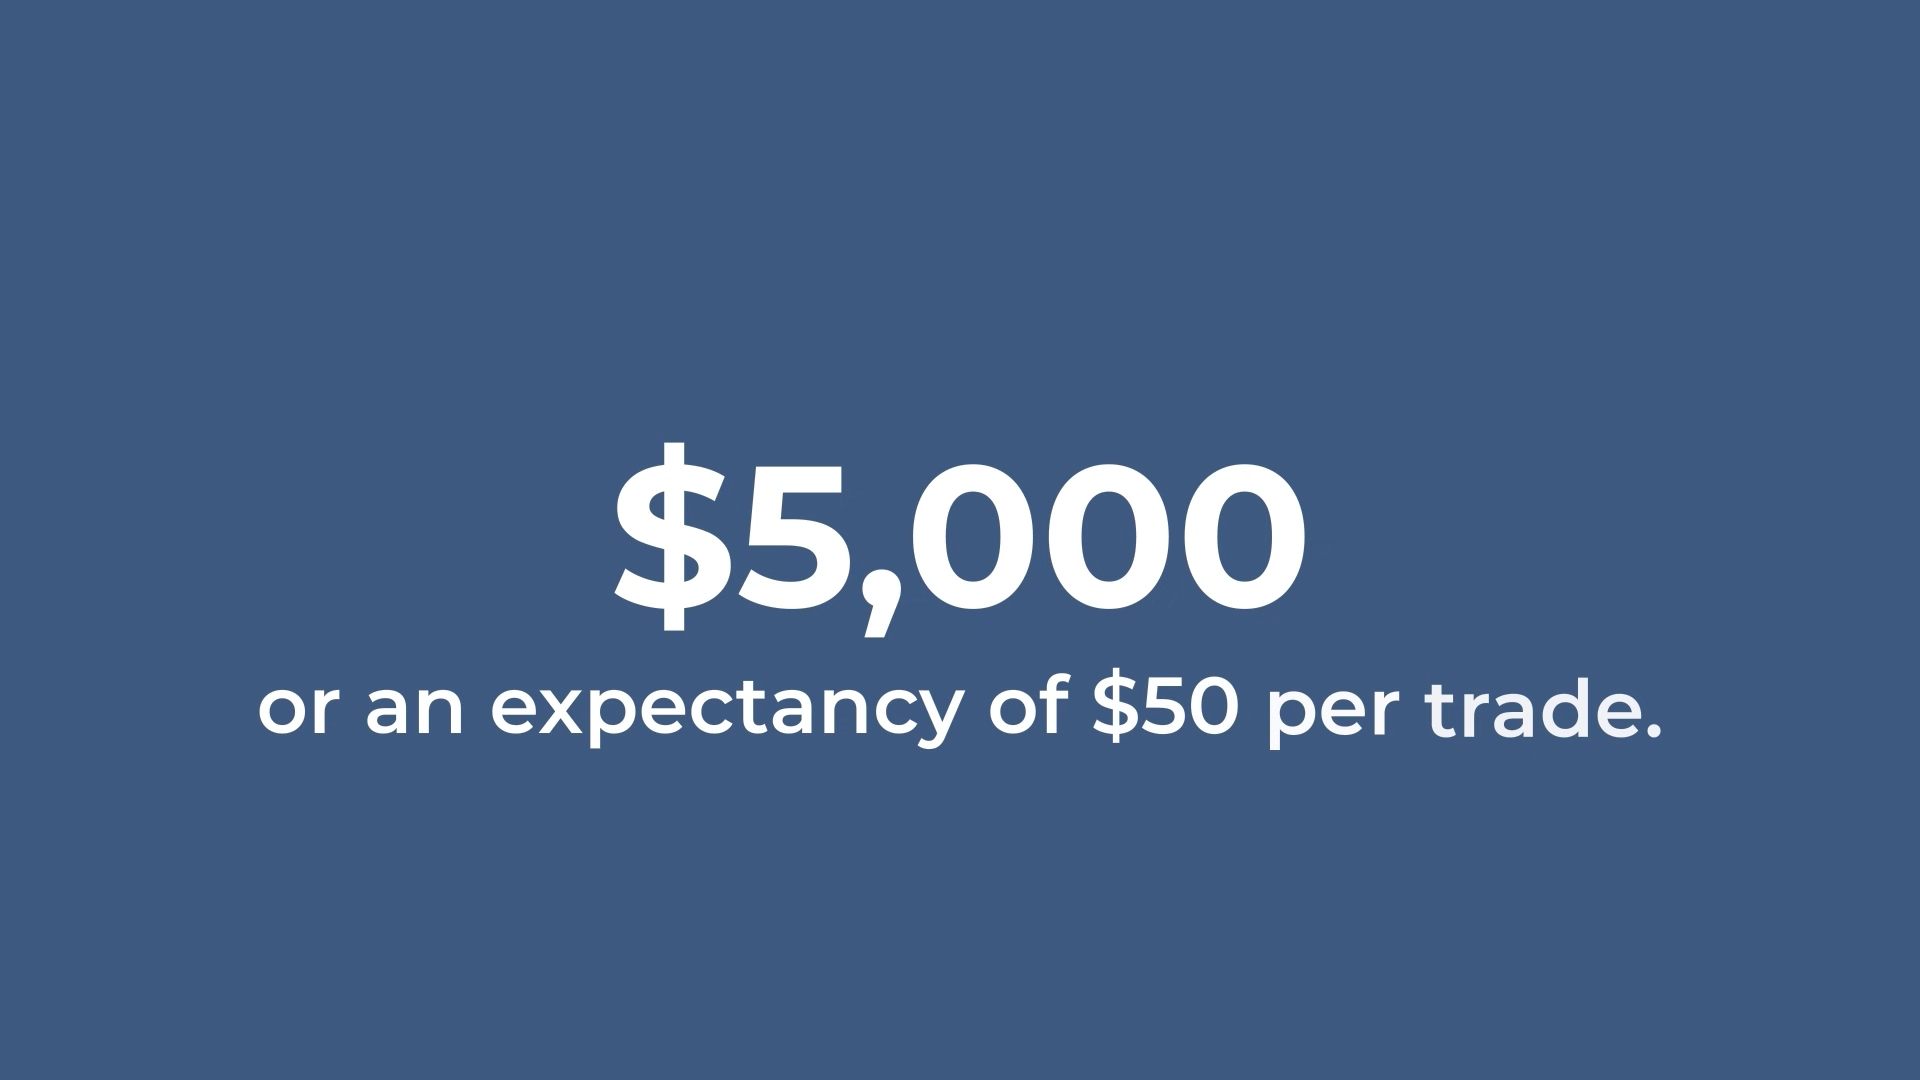 $5,000
or an expectancy of $50 per trade.